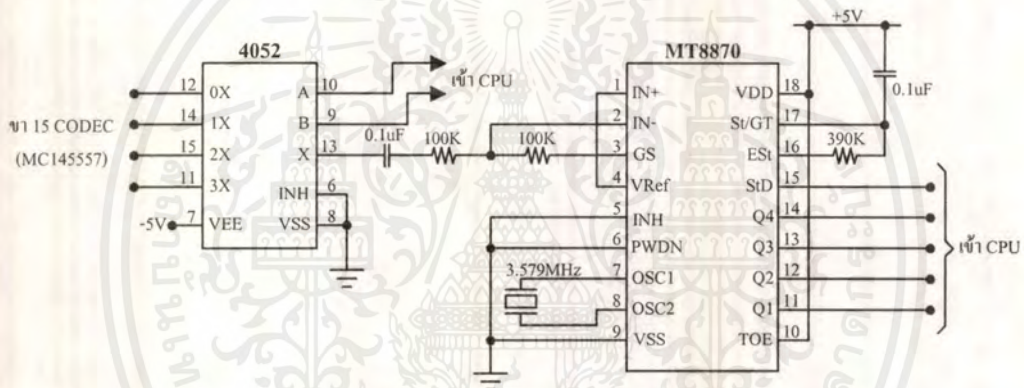 +5V
4052
MT8870
12 0X A 10
เข้า CPU
1 IN+ VDD 18
0.1uF
ขา 15 CODEC
14 1X B 9
0.1uF 100K 100K
2 IN- St/GT 17
390K
(MC145557)
15 2X X 13
3 GS ESt 16
11 3X INH 6
4 VRef StD 15
-5V 7 VEE VSS 8
5 INH Q4 14
6 PWDN Q3 13
เข้า CPU
3.579MHz
7 OSC1 Q2 12
8 OSC2 Q1 11
9 VSS TOE 10